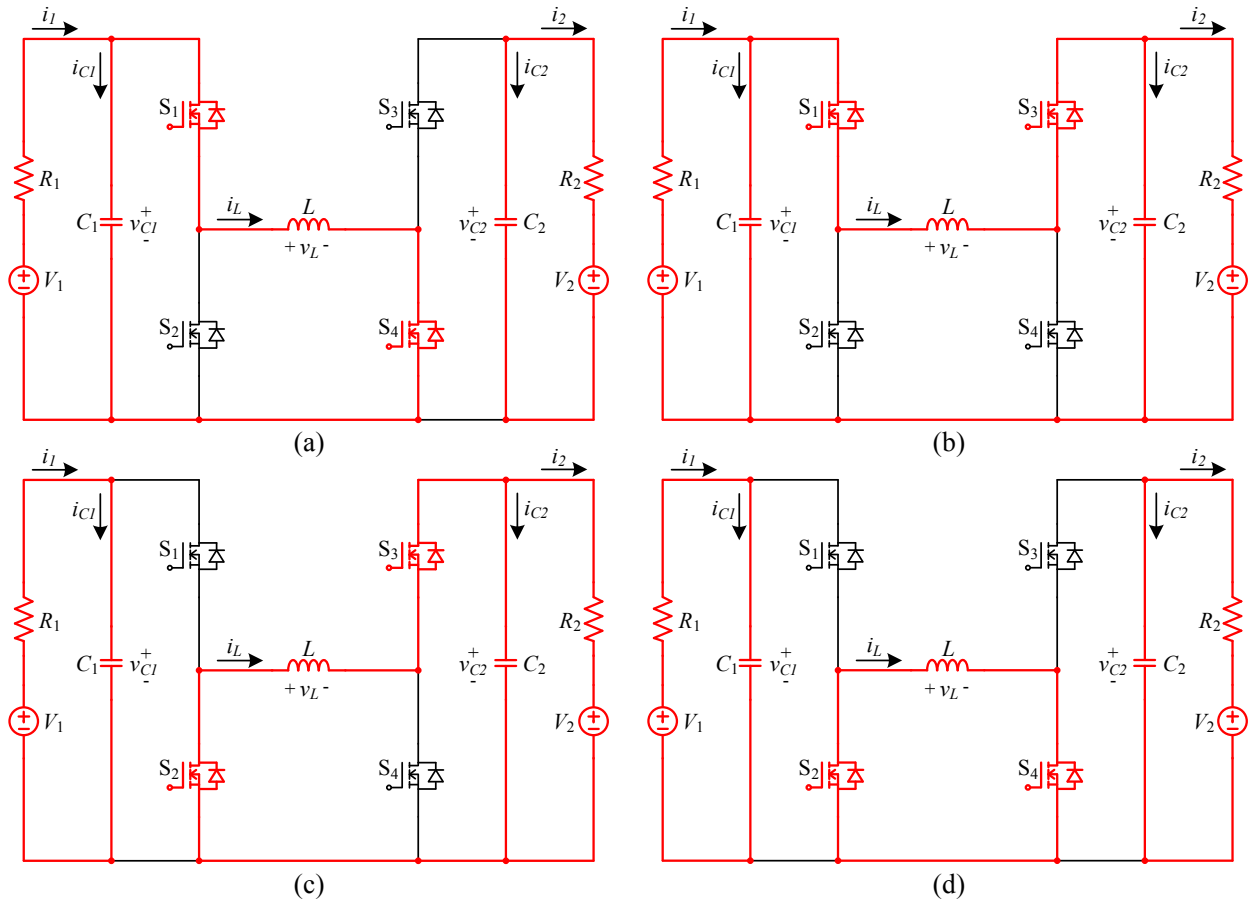 i1 i2
iC1 iC2
S1 S3
R1 R2
iL L
C1 vC1 + - vC2 + - C2
+ vL -
V1 V2
S2 S4
(a)
i1 i2
iC1 iC2
S1 S3
R1 R2
iL L
C1 vC1 + - vC2 + - C2
+ vL -
V1 V2
S2 S4
(b)
i1 i2
iC1 iC2
S1 S3
R1 R2
iL L
C1 vC1 + - vC2 + - C2
+ vL -
V1 V2
S2 S4
(c)
i1 i2
iC1 iC2
S1 S3
R1 R2
iL L
C1 vC1 + - vC2 + - C2
+ vL -
V1 V2
S2 S4
(d)